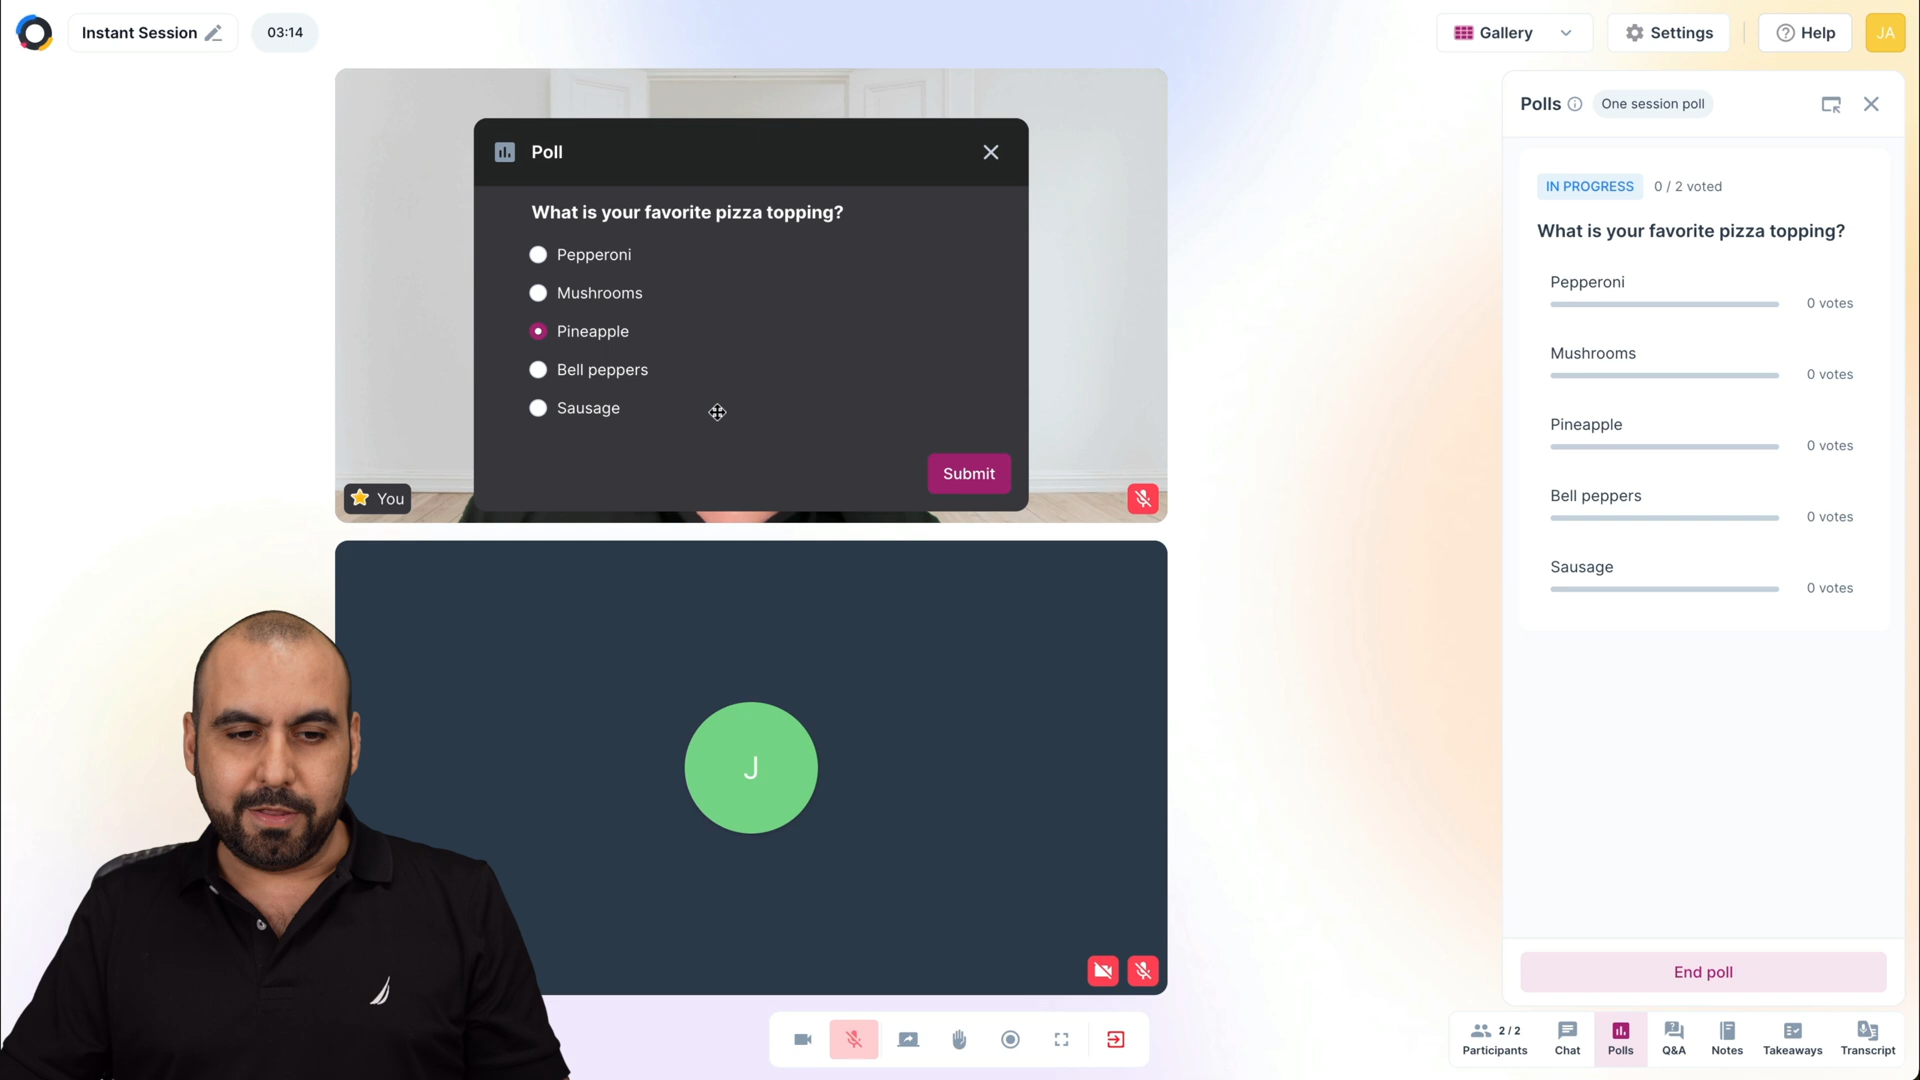 Instant Session
03:14
Gallery
Settings
Help
JA
Poll
What is your favorite pizza topping?
Pepperoni
Mushrooms
Pineapple
Bell peppers
Sausage
Submit
You
J
Polls
One session poll
IN PROGRESS
0 / 2 voted
What is your favorite pizza topping?
Pepperoni
0 votes
Mushrooms
0 votes
Pineapple
0 votes
Bell peppers
0 votes
Sausage
0 votes
End poll
2 / 2
Participants
Chat
Polls
Q&A
Notes
Takeaways
Transcript